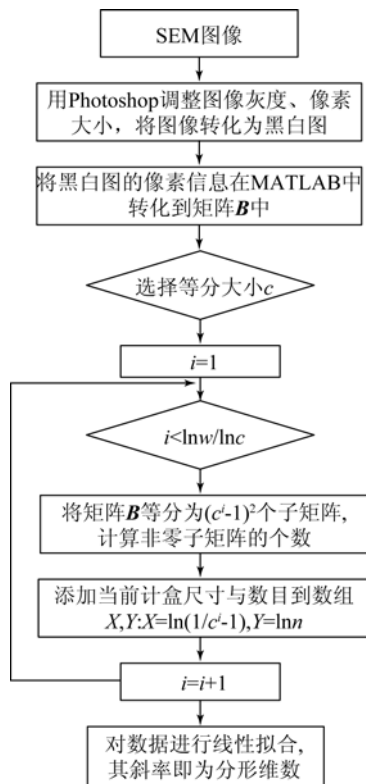 SEM图像
用Photoshop调整图像灰度、像素
大小，将图像转化为黑白图
将黑白图的像素信息在MATLAB中
转化到矩阵B中
选择等分大小c
i=1
i<lnw/lnc
将矩阵B等分为(cⁱ-1)²个子矩阵,
计算非零子矩阵的个数
添加当前计盒尺寸与数目到数组
X,Y:X=ln(1/cⁱ-1),Y=lnn
i=i+1
对数据进行线性拟合,
其斜率即为分形维数